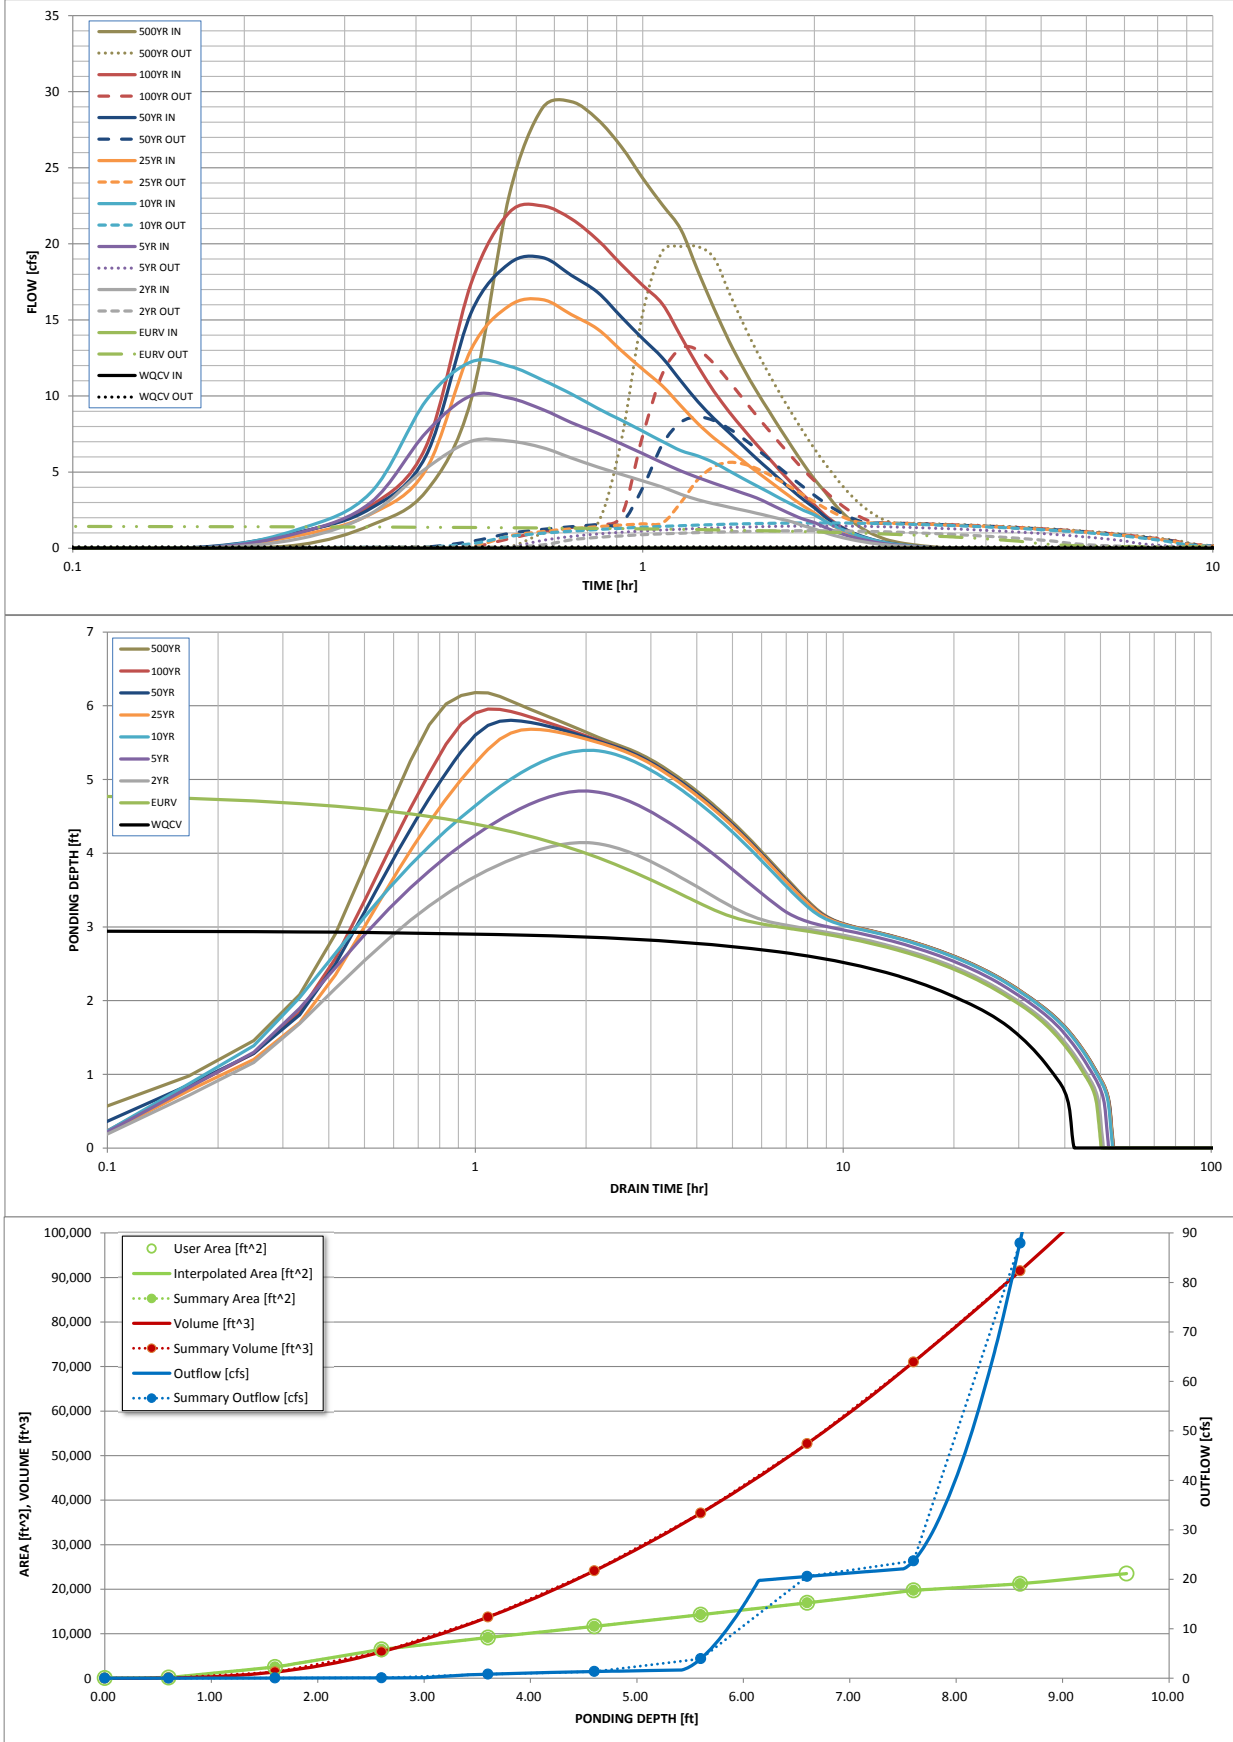 35
30
25
20
15
10
5
0
FLOW [cfs]
500YR IN
500YR OUT
100YR IN
100YR OUT
50YR IN
50YR OUT
25YR IN
25YR OUT
10YR IN
10YR OUT
5YR IN
5YR OUT
2YR IN
2YR OUT
EURV IN
EURV OUT
WQCV IN
WQCV OUT
0.1 1 10
TIME [hr]
7
6
5
4
3
2
1
0
PONDING DEPTH [ft]
500YR
100YR
50YR
25YR
10YR
5YR
2YR
EURV
WQCV
0.1 1 10 100
DRAIN TIME [hr]
100,000
90,000
80,000
70,000
60,000
50,000
40,000
30,000
20,000
10,000
0
AREA [ft^2], VOLUME [ft^3]
User Area [ft^2]
Interpolated Area [ft^2]
Summary Area [ft^2]
Volume [ft^3]
Summary Volume [ft^3]
Outflow [cfs]
Summary Outflow [cfs]
90
80
70
60
50
40
30
20
10
0
OUTFLOW [cfs]
0.00 1.00 2.00 3.00 4.00 5.00 6.00 7.00 8.00 9.00 10.00
PONDING DEPTH [ft]